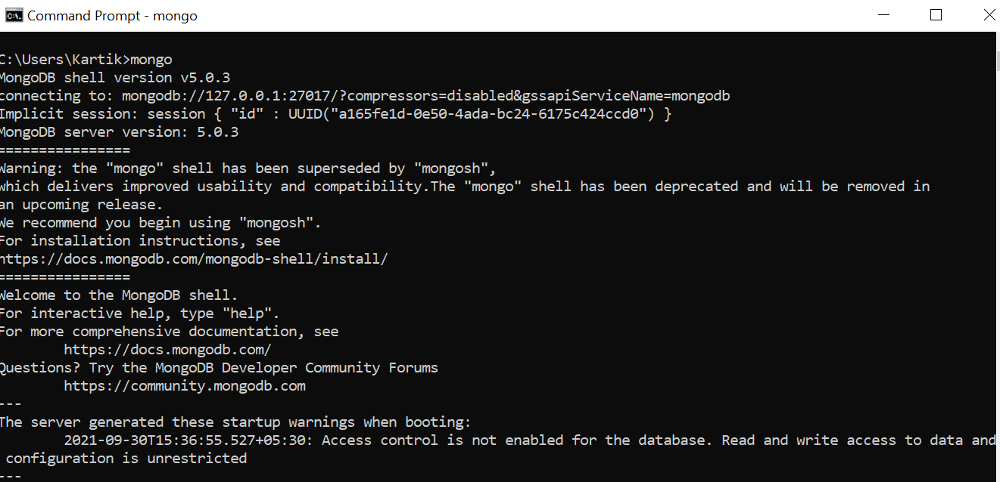 Command Prompt - mongo
C:\Users\Kartik>mongo
MongoDB shell version v5.0.3
connecting to: mongodb://127.0.0.1:27017/?compressors=disabled&gssapiServiceName=mongodb
Implicit session: session { "id" : UUID("a165fe1d-0e50-4ada-bc24-6175c424ccd0") }
MongoDB server version: 5.0.3
================
Warning: the "mongo" shell has been superseded by "mongosh",
which delivers improved usability and compatibility.The "mongo" shell has been deprecated and will be removed in
an upcoming release.
We recommend you begin using "mongosh".
For installation instructions, see
https://docs.mongodb.com/mongodb-shell/install/
================
Welcome to the MongoDB shell.
For interactive help, type "help".
For more comprehensive documentation, see
        https://docs.mongodb.com/
Questions? Try the MongoDB Developer Community Forums
        https://community.mongodb.com
---
The server generated these startup warnings when booting:
        2021-09-30T15:36:55.527+05:30: Access control is not enabled for the database. Read and write access to data and
 configuration is unrestricted
---